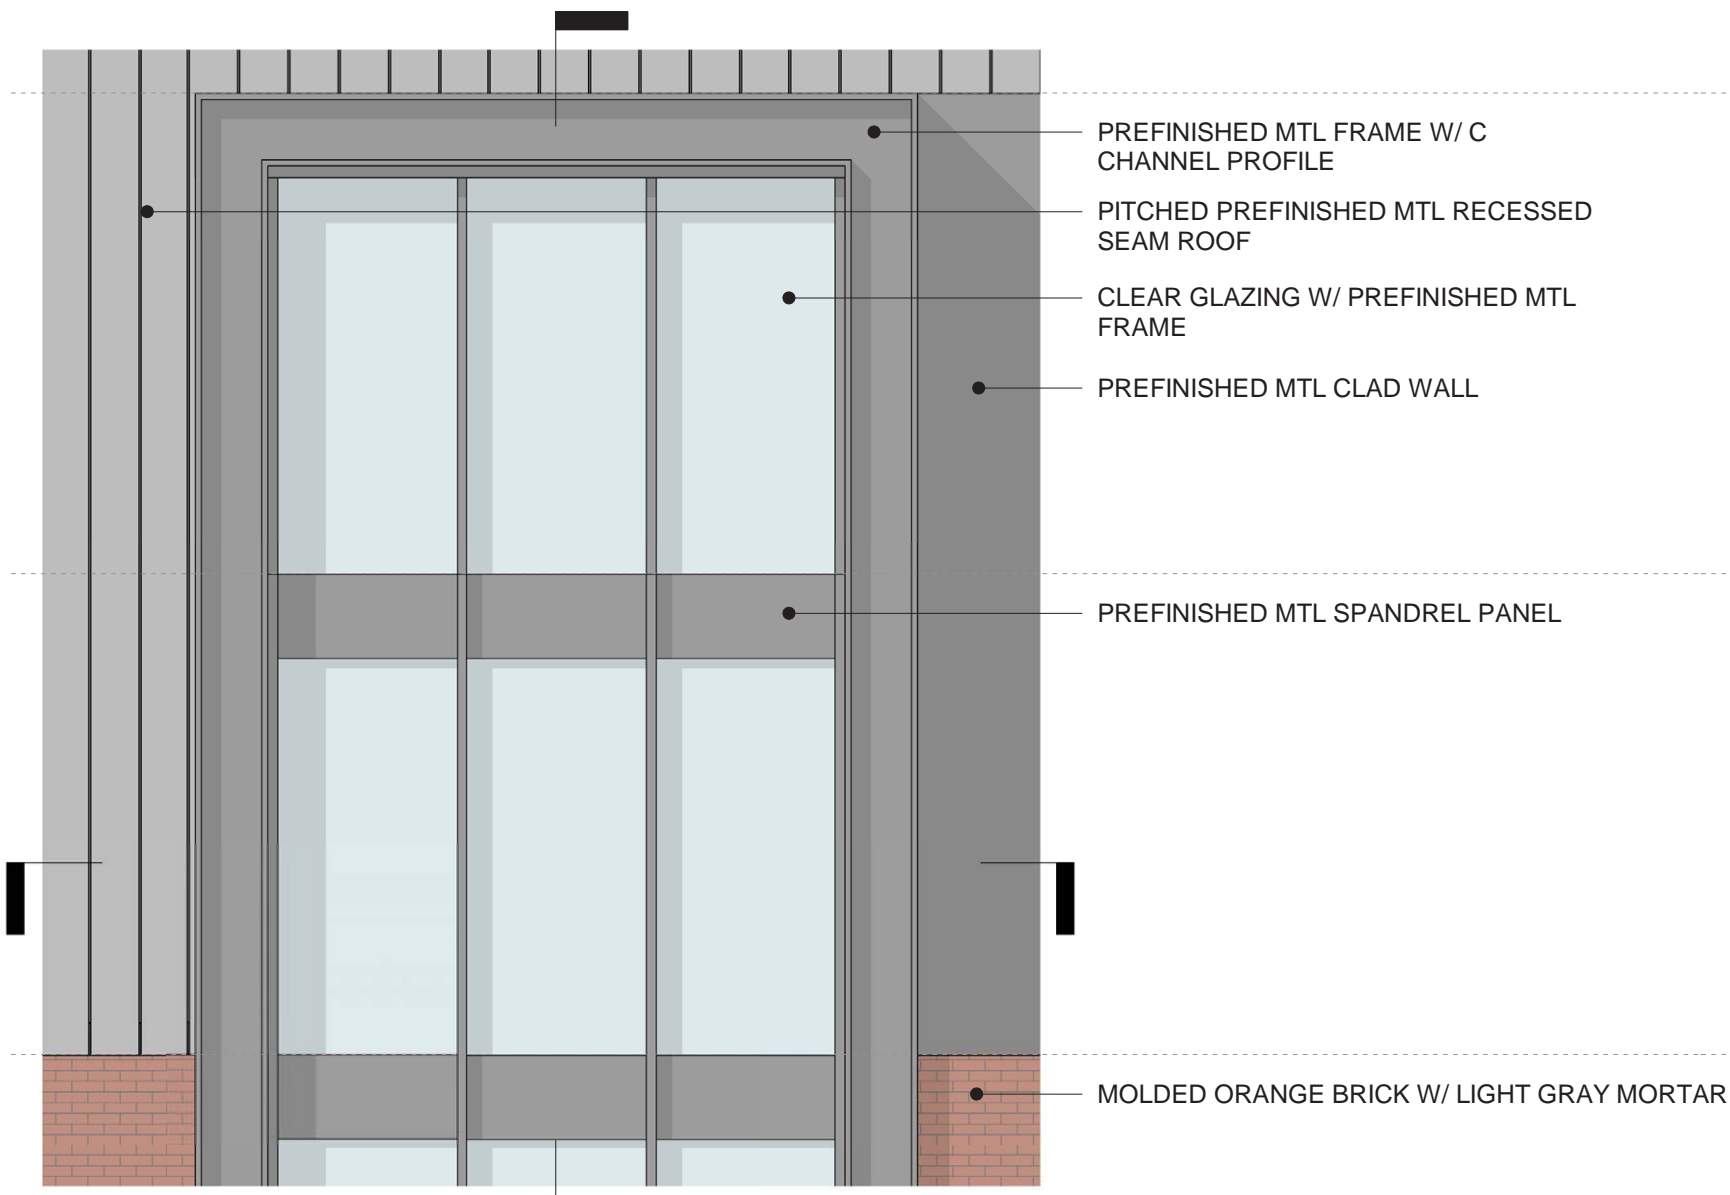 PREFINISHED MTL FRAME W/ C
CHANNEL PROFILE
PITCHED PREFINISHED MTL RECESSED
SEAM ROOF
CLEAR GLAZING W/ PREFINISHED MTL
FRAME
PREFINISHED MTL CLAD WALL
PREFINISHED MTL SPANDREL PANEL
MOLDED ORANGE BRICK W/ LIGHT GRAY MORTAR